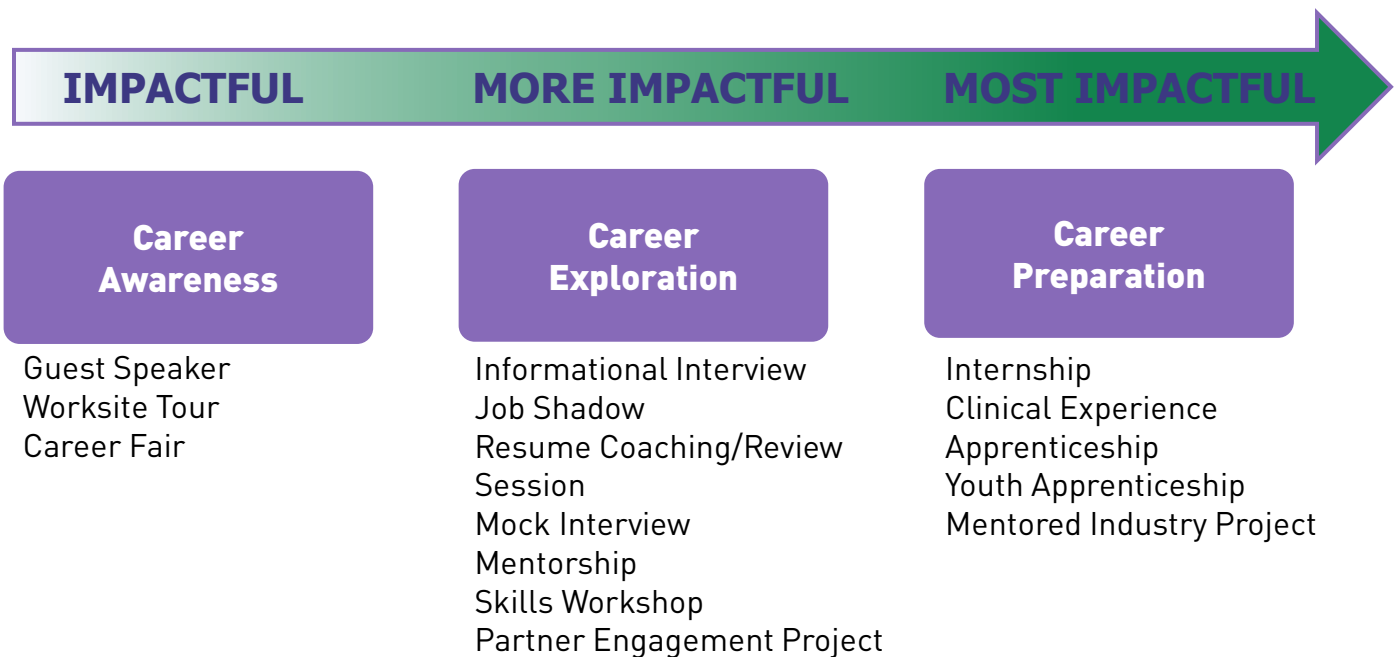 IMPACTFUL
MORE IMPACTFUL
MOST IMPACTFUL
Career
Awareness
Guest Speaker
Worksite Tour
Career Fair
Career
Exploration
Informational Interview
Job Shadow
Resume Coaching/Review
Session
Mock Interview
Mentorship
Skills Workshop
Partner Engagement Project
Career
Preparation
Internship
Clinical Experience
Apprenticeship
Youth Apprenticeship
Mentored Industry Project